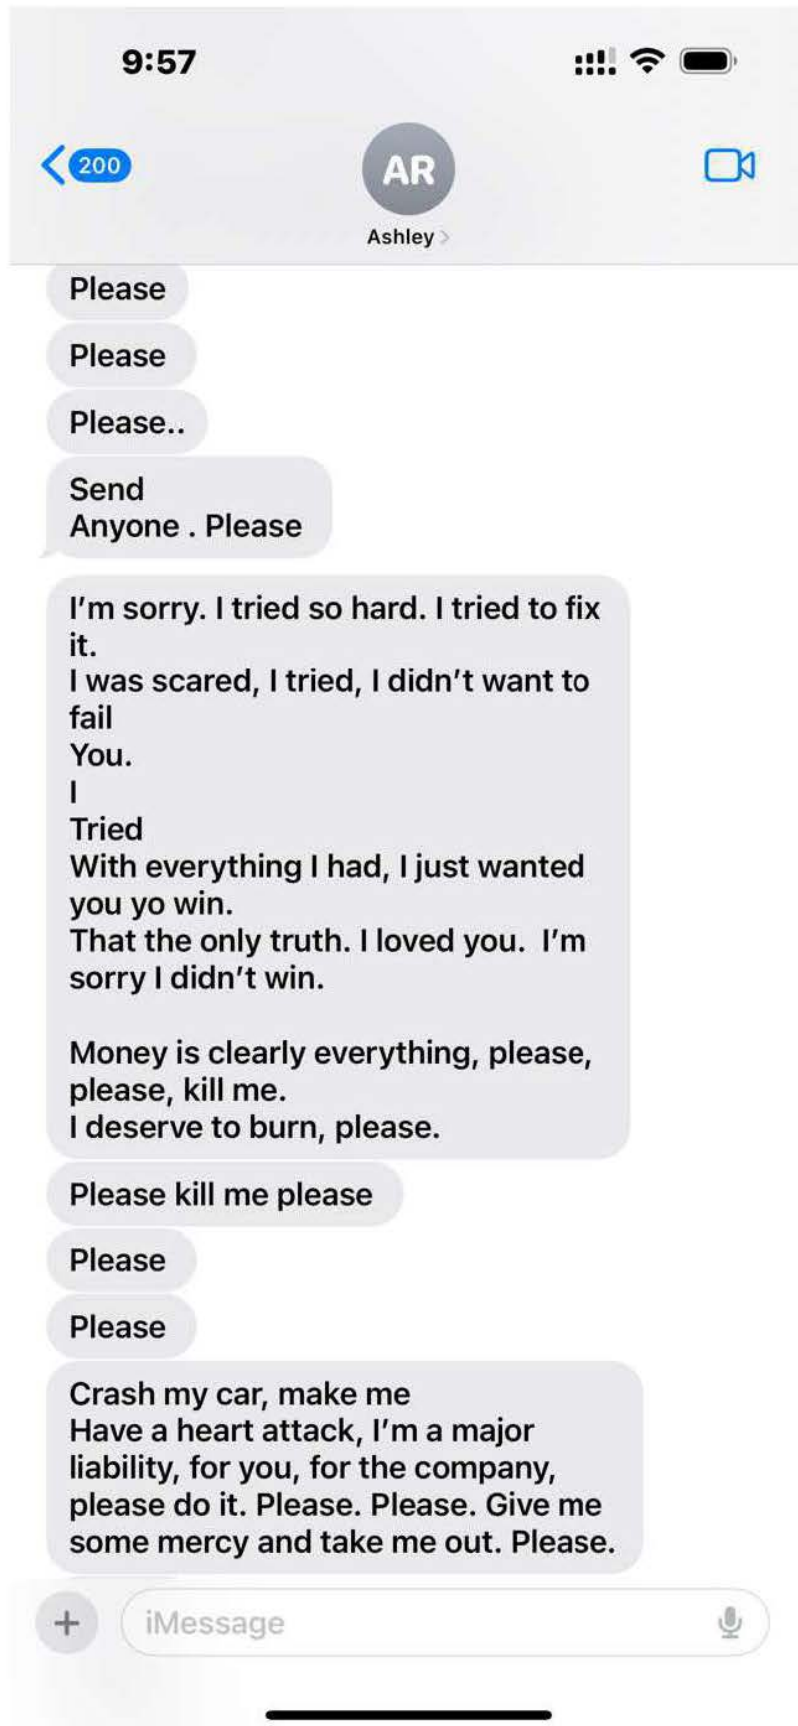 9:57
200
AR
Ashley
Please
Please
Please..
Send
Anyone . Please
I'm sorry. I tried so hard. I tried to fix
it.
I was scared, I tried, I didn't want to
fail
You.
I
Tried
With everything I had, I just wanted
you yo win.
That the only truth. I loved you.  I'm
sorry I didn't win.

Money is clearly everything, please,
please, kill me.
I deserve to burn, please.
Please kill me please
Please
Please
Crash my car, make me
Have a heart attack, I'm a major
liability, for you, for the company,
please do it. Please. Please. Give me
some mercy and take me out. Please.
iMessage